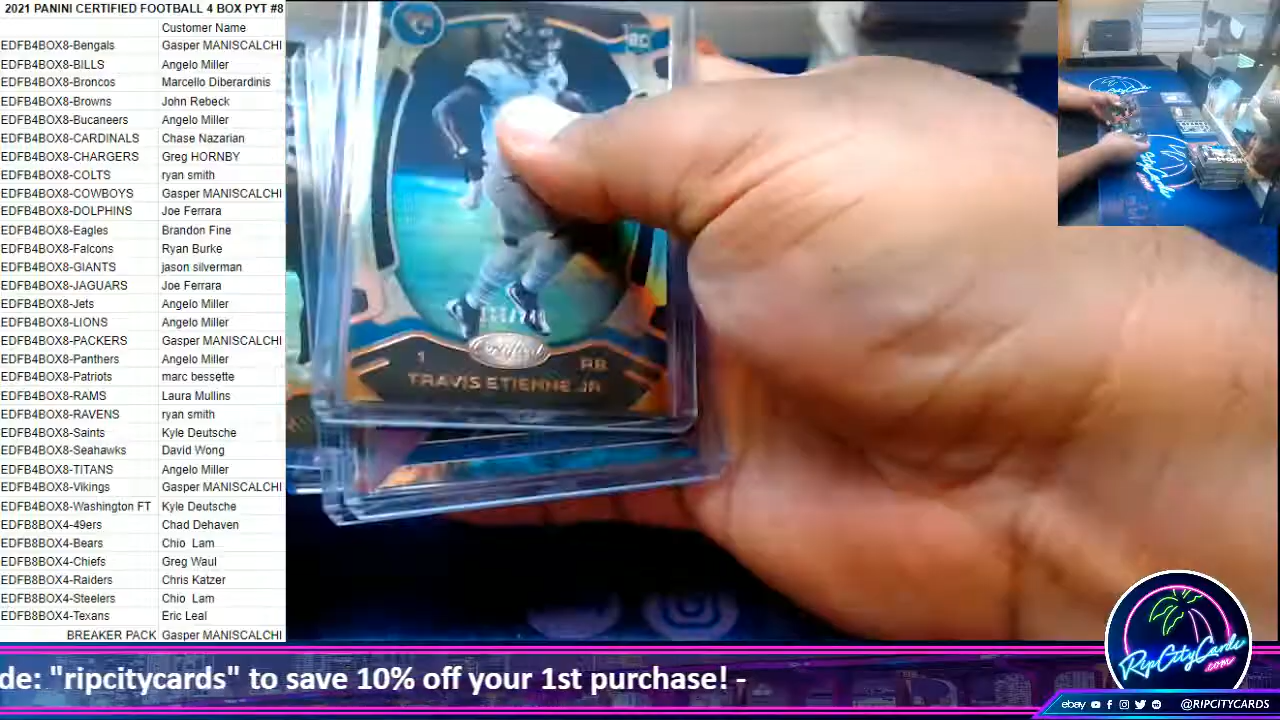 2021 PANINI CERTIFIED FOOTBALL 4 BOX PYT #8
Customer Name
EDFB4BOX8-Bengals Gasper MANISCALCHI
EDFB4BOX8-BILLS Angelo Miller
EDFB4BOX8-Broncos Marcello Diberardinis
EDFB4BOX8-Browns John Rebeck
EDFB4BOX8-Bucaneers Angelo Miller
EDFB4BOX8-CARDINALS Chase Nazarian
EDFB4BOX8-CHARGERS Greg HORNBY
EDFB4BOX8-COLTS ryan smith
EDFB4BOX8-COWBOYS Gasper MANISCALCHI
EDFB4BOX8-DOLPHINS Joe Ferrara
EDFB4BOX8-Eagles Brandon Fine
EDFB4BOX8-Falcons Ryan Burke
EDFB4BOX8-GIANTS jason silverman
EDFB4BOX8-JAGUARS Joe Ferrara
EDFB4BOX8-Jets Angelo Miller
EDFB4BOX8-LIONS Angelo Miller
EDFB4BOX8-PACKERS Gasper MANISCALCHI
EDFB4BOX8-Panthers Angelo Miller
EDFB4BOX8-Patriots marc bessette
EDFB4BOX8-RAMS Laura Mullins
EDFB4BOX8-RAVENS ryan smith
EDFB4BOX8-Saints Kyle Deutsche
EDFB4BOX8-Seahawks David Wong
EDFB4BOX8-TITANS Angelo Miller
EDFB4BOX8-Vikings Gasper MANISCALCHI
EDFB4BOX8-Washington FT Kyle Deutsche
EDFB8BOX4-49ers Chad Dehaven
EDFB8BOX4-Bears Chio Lam
EDFB8BOX4-Chiefs Greg Waul
EDFB8BOX4-Raiders Chris Katzer
EDFB8BOX4-Steelers Chio Lam
EDFB8BOX4-Texans Eric Leal
BREAKER PACK Gasper MANISCALCHI
RC
Certified
1 RB
TRAVIS ETIENNE JR
RipCityCards
.com
de: "ripcitycards" to save 10% off your 1st purchase! -
ebay @RIPCITYCARDS